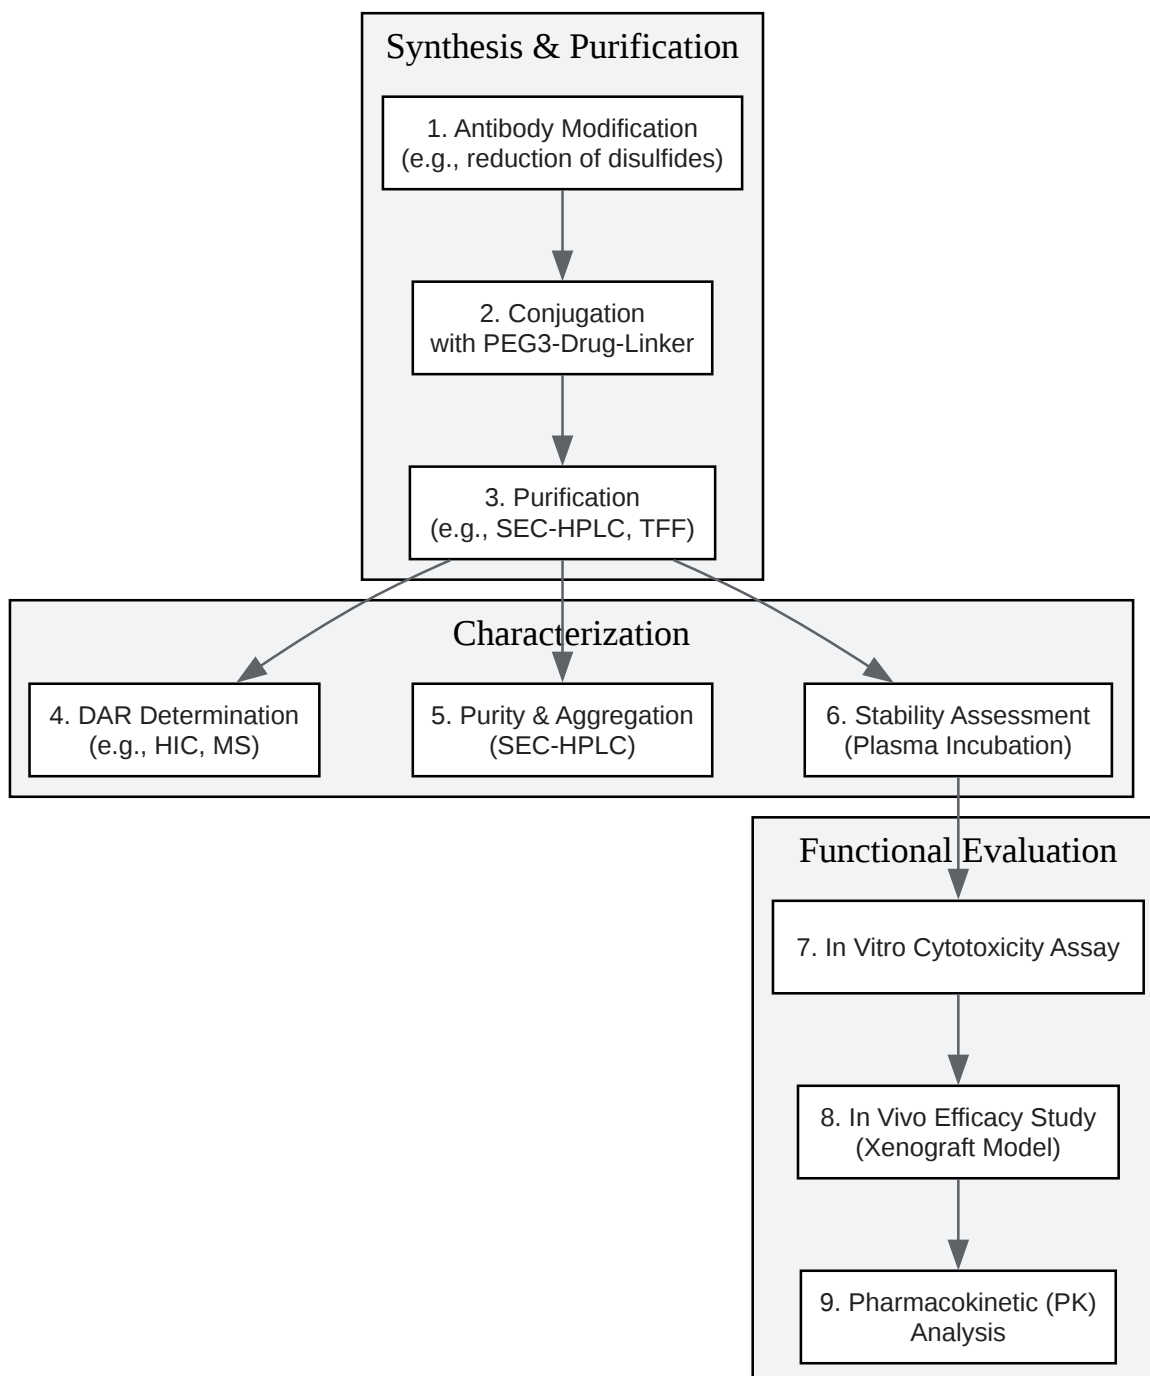 Synthesis & Purification
1. Antibody Modification
(e.g., reduction of disulfides)
2. Conjugation
with PEG3-Drug-Linker
3. Purification
(e.g., SEC-HPLC, TFF)
Characterization
4. DAR Determination
(e.g., HIC, MS)
5. Purity & Aggregation
(SEC-HPLC)
6. Stability Assessment
(Plasma Incubation)
Functional Evaluation
7. In Vitro Cytotoxicity Assay
8. In Vivo Efficacy Study
(Xenograft Model)
9. Pharmacokinetic (PK)
Analysis